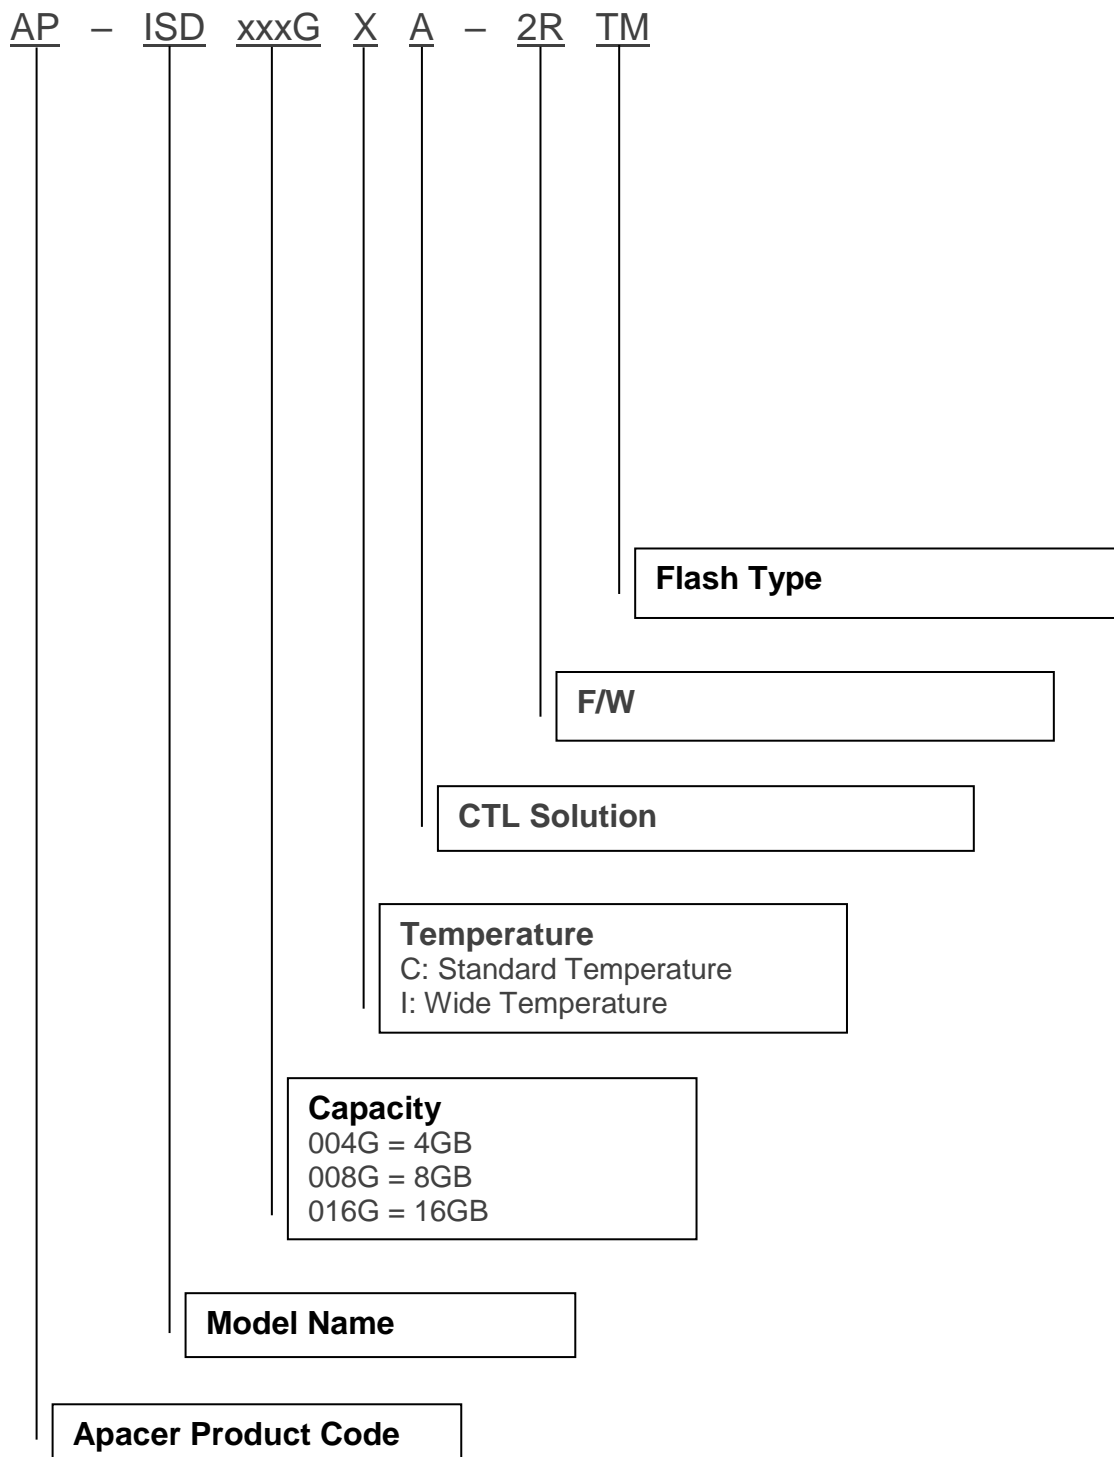 AP – ISD xxxG X A – 2R TM
Flash Type
F/W
CTL Solution
Temperature
C: Standard Temperature
I: Wide Temperature
Capacity
004G = 4GB
008G = 8GB
016G = 16GB
Model Name
Apacer Product Code